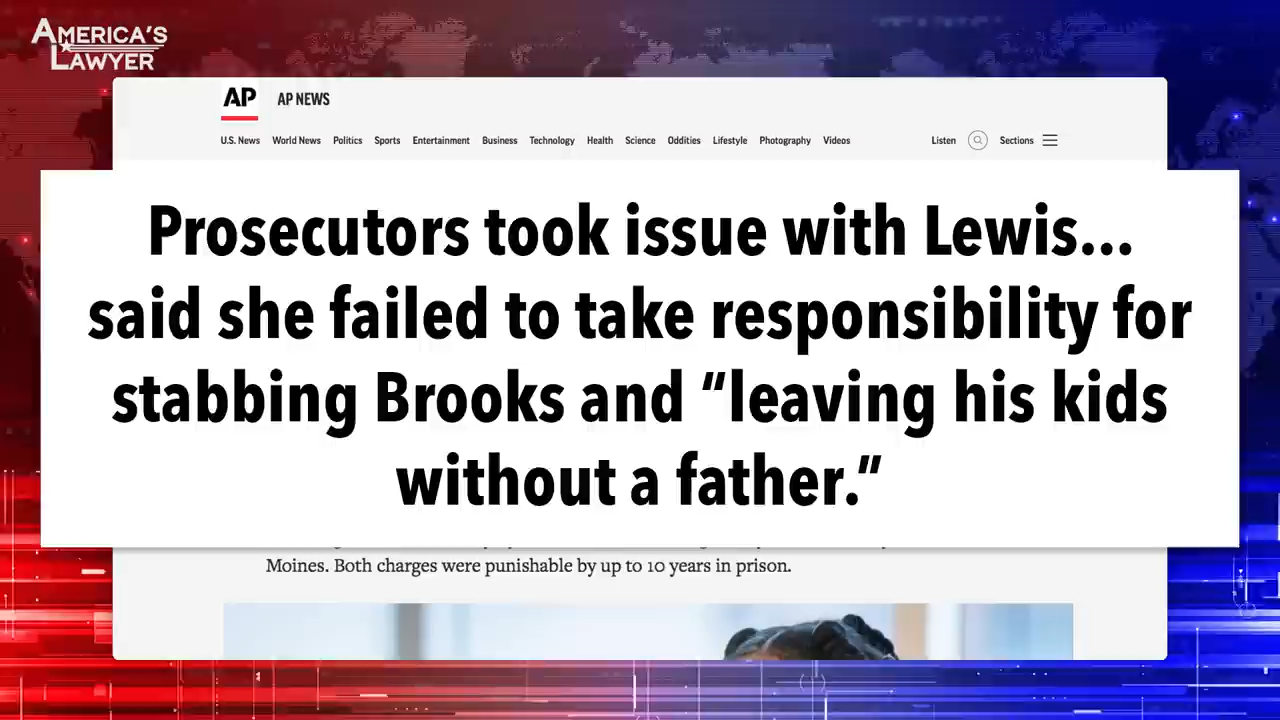 AMERICA'S
LAWYER
AP AP NEWS
U.S. News World News Politics Sports Entertainment Business Technology Health Science Oddities Lifestyle Photography Videos Listen Sections
Prosecutors took issue with Lewis...
said she failed to take responsibility for
stabbing Brooks and “leaving his kids
without a father.”
Moines. Both charges were punishable by up to 10 years in prison.